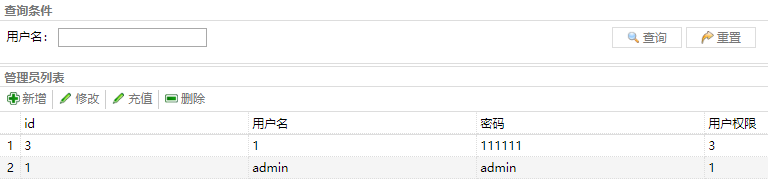 查询条件
用户名： 查询 重置
管理员列表
新增 修改 充值 删除
id 用户名 密码 用户权限
1 3 1 111111 3
2 1 admin admin 1